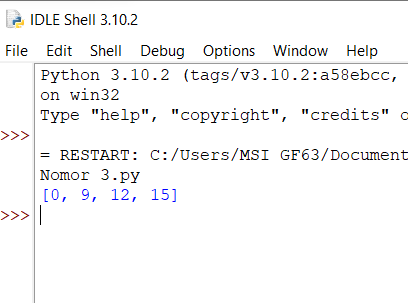 IDLE Shell 3.10.2
File Edit Shell Debug Options Window Help
Python 3.10.2 (tags/v3.10.2:a58ebcc,
on win32
Type "help", "copyright", "credits" o
>>>
= RESTART: C:/Users/MSI GF63/Document
Nomor 3.py
[0, 9, 12, 15]
>>>